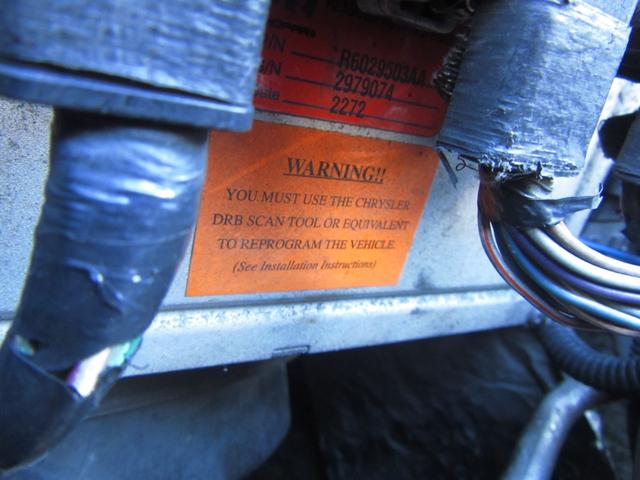 P/N R6029503AA
S/N 2979074
2272
WARNING!!
YOU MUST USE THE CHRYSLER
DRB SCAN TOOL OR EQUIVALENT
TO REPROGRAM THE VEHICLE.
(See Installation Instructions)